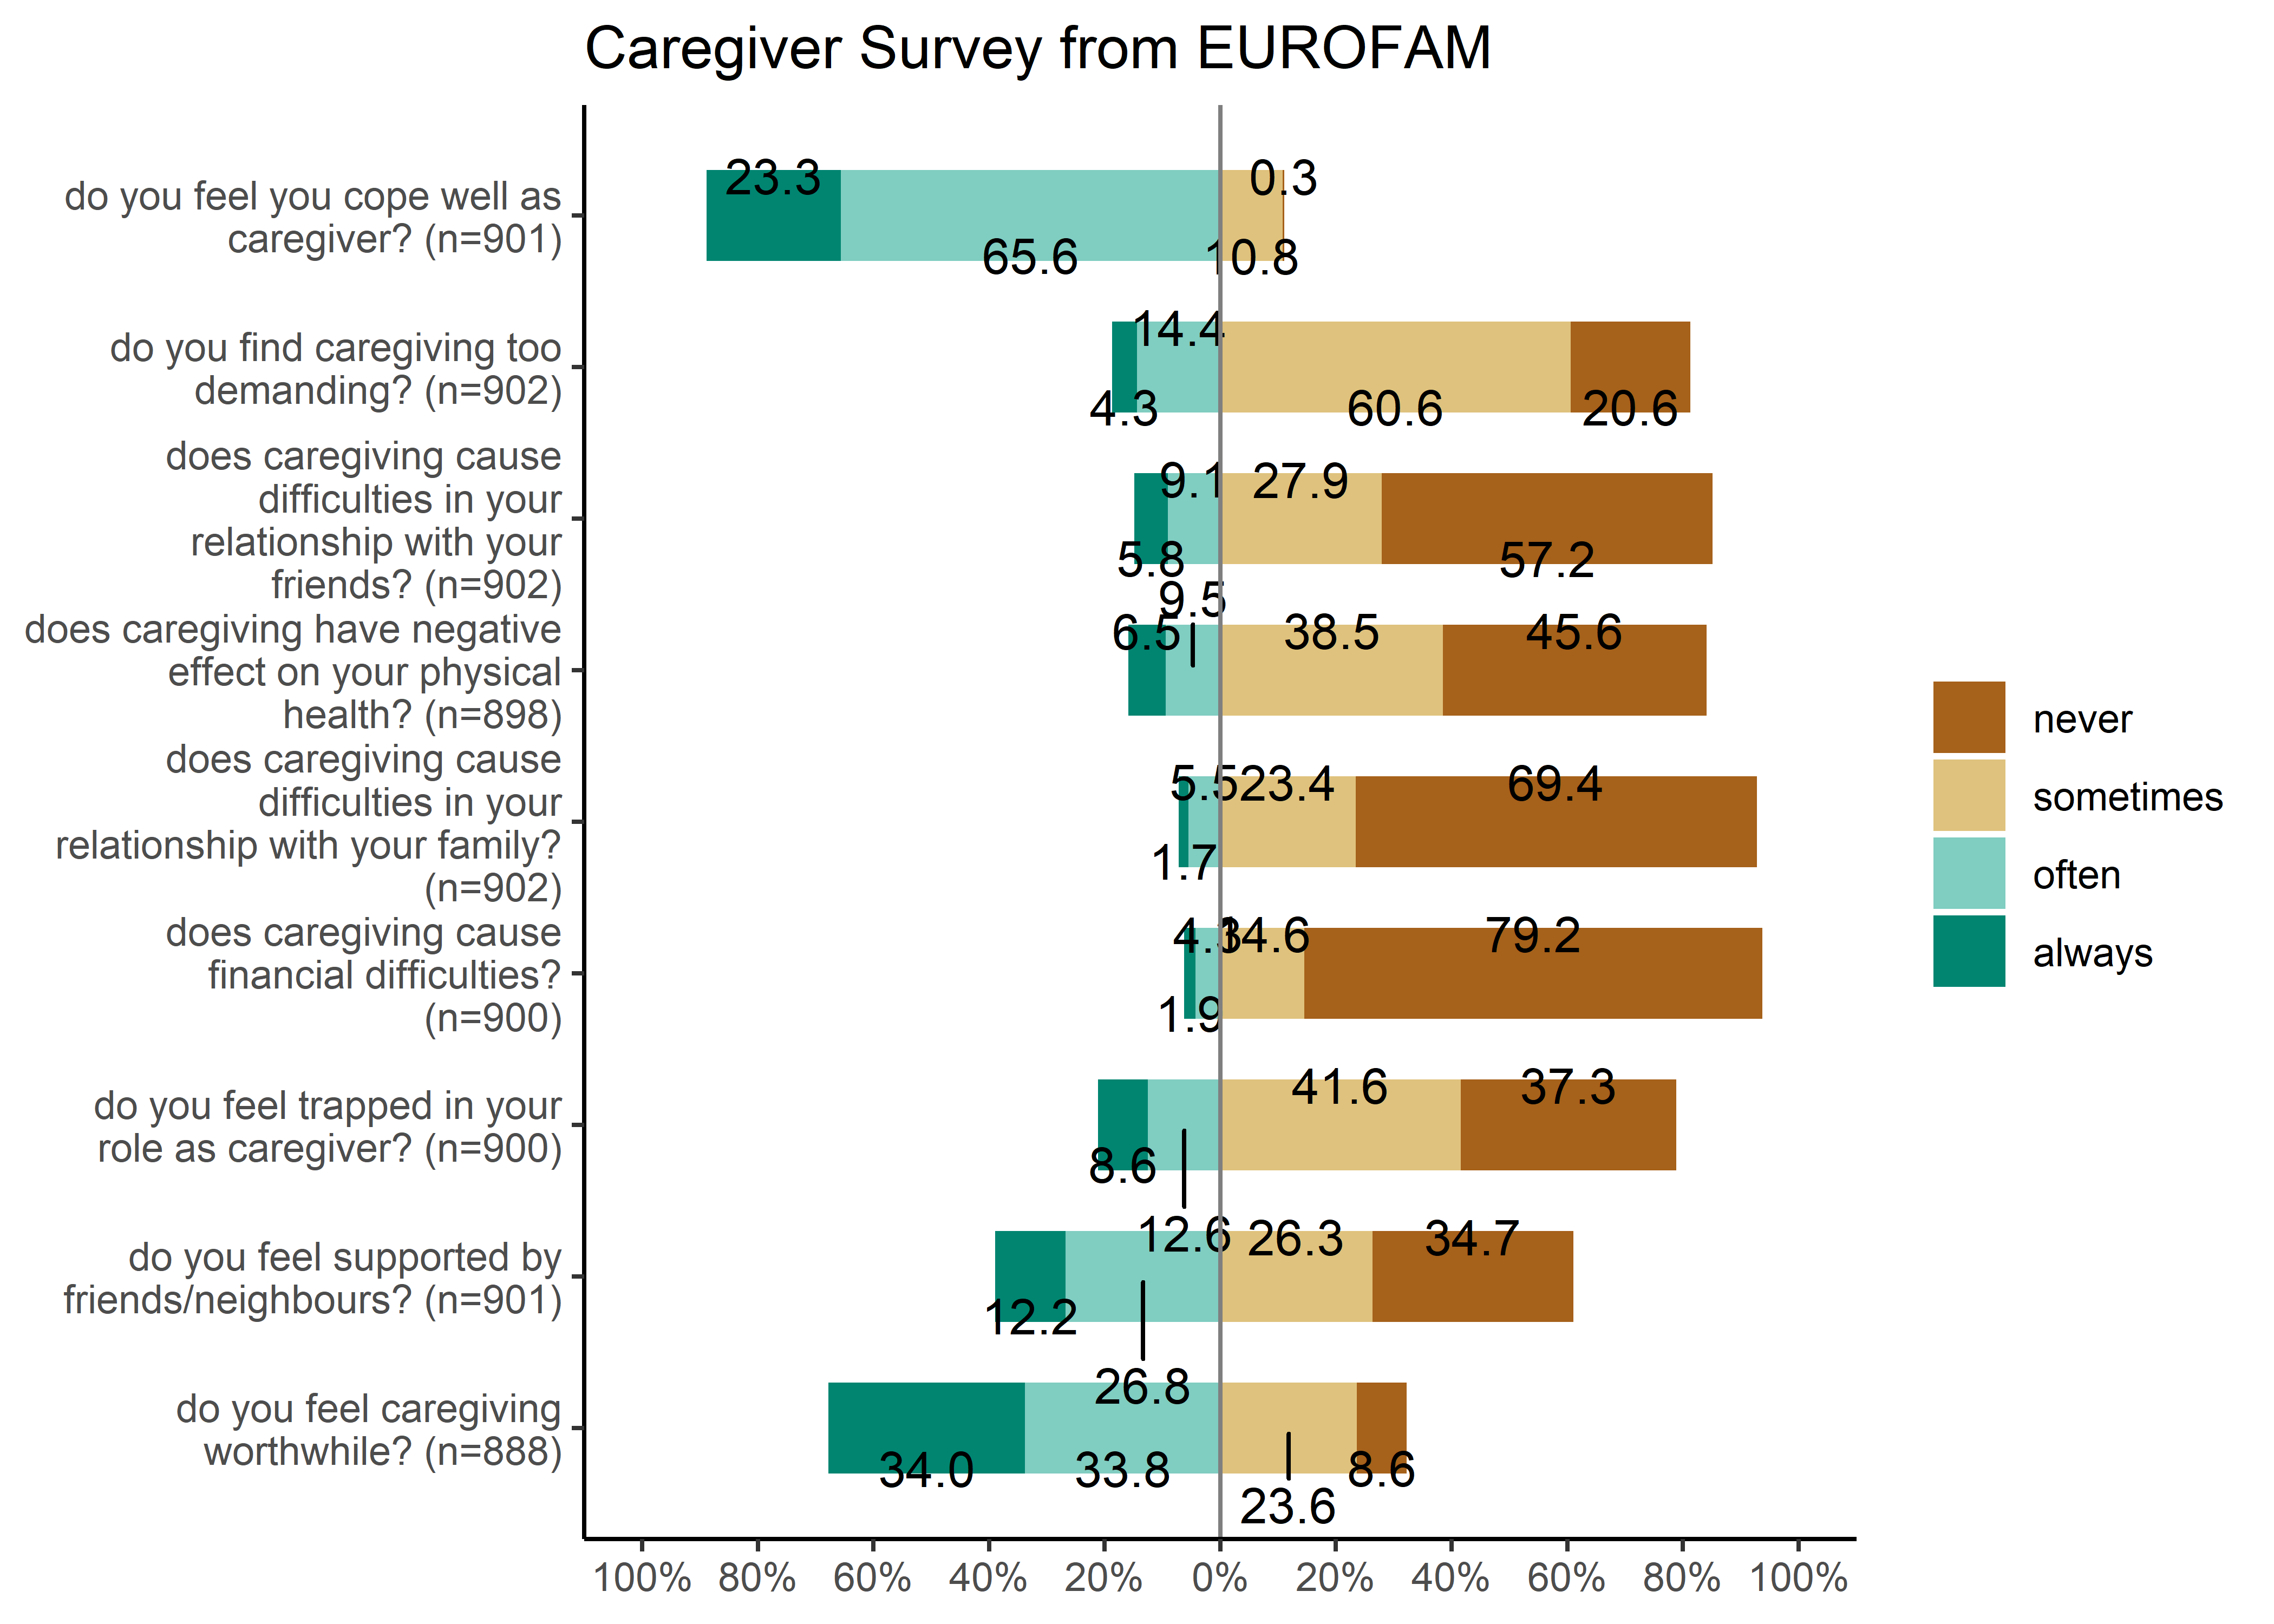 Caregiver Survey from EUROFAM
do you feel you cope well as
caregiver? (n=901)
23.3
0.3
65.6
10.8
do you find caregiving too
demanding? (n=902)
14.4
4.3
60.6
20.6
does caregiving cause
difficulties in your
relationship with your
friends? (n=902)
9.1
27.9
5.8
57.2
does caregiving have negative
effect on your physical
health? (n=898)
9.5
6.5
38.5
45.6
does caregiving cause
difficulties in your
relationship with your family?
(n=902)
5.5
23.4
69.4
1.7
does caregiving cause
financial difficulties?
(n=900)
4.3
14.6
79.2
1.9
do you feel trapped in your
role as caregiver? (n=900)
41.6
37.3
8.6
12.6
do you feel supported by
friends/neighbours? (n=901)
26.3
34.7
12.2
26.8
do you feel caregiving
worthwhile? (n=888)
34.0
33.8
8.6
23.6
100% 80% 60% 40% 20% 0% 20% 40% 60% 80% 100%
never
sometimes
often
always